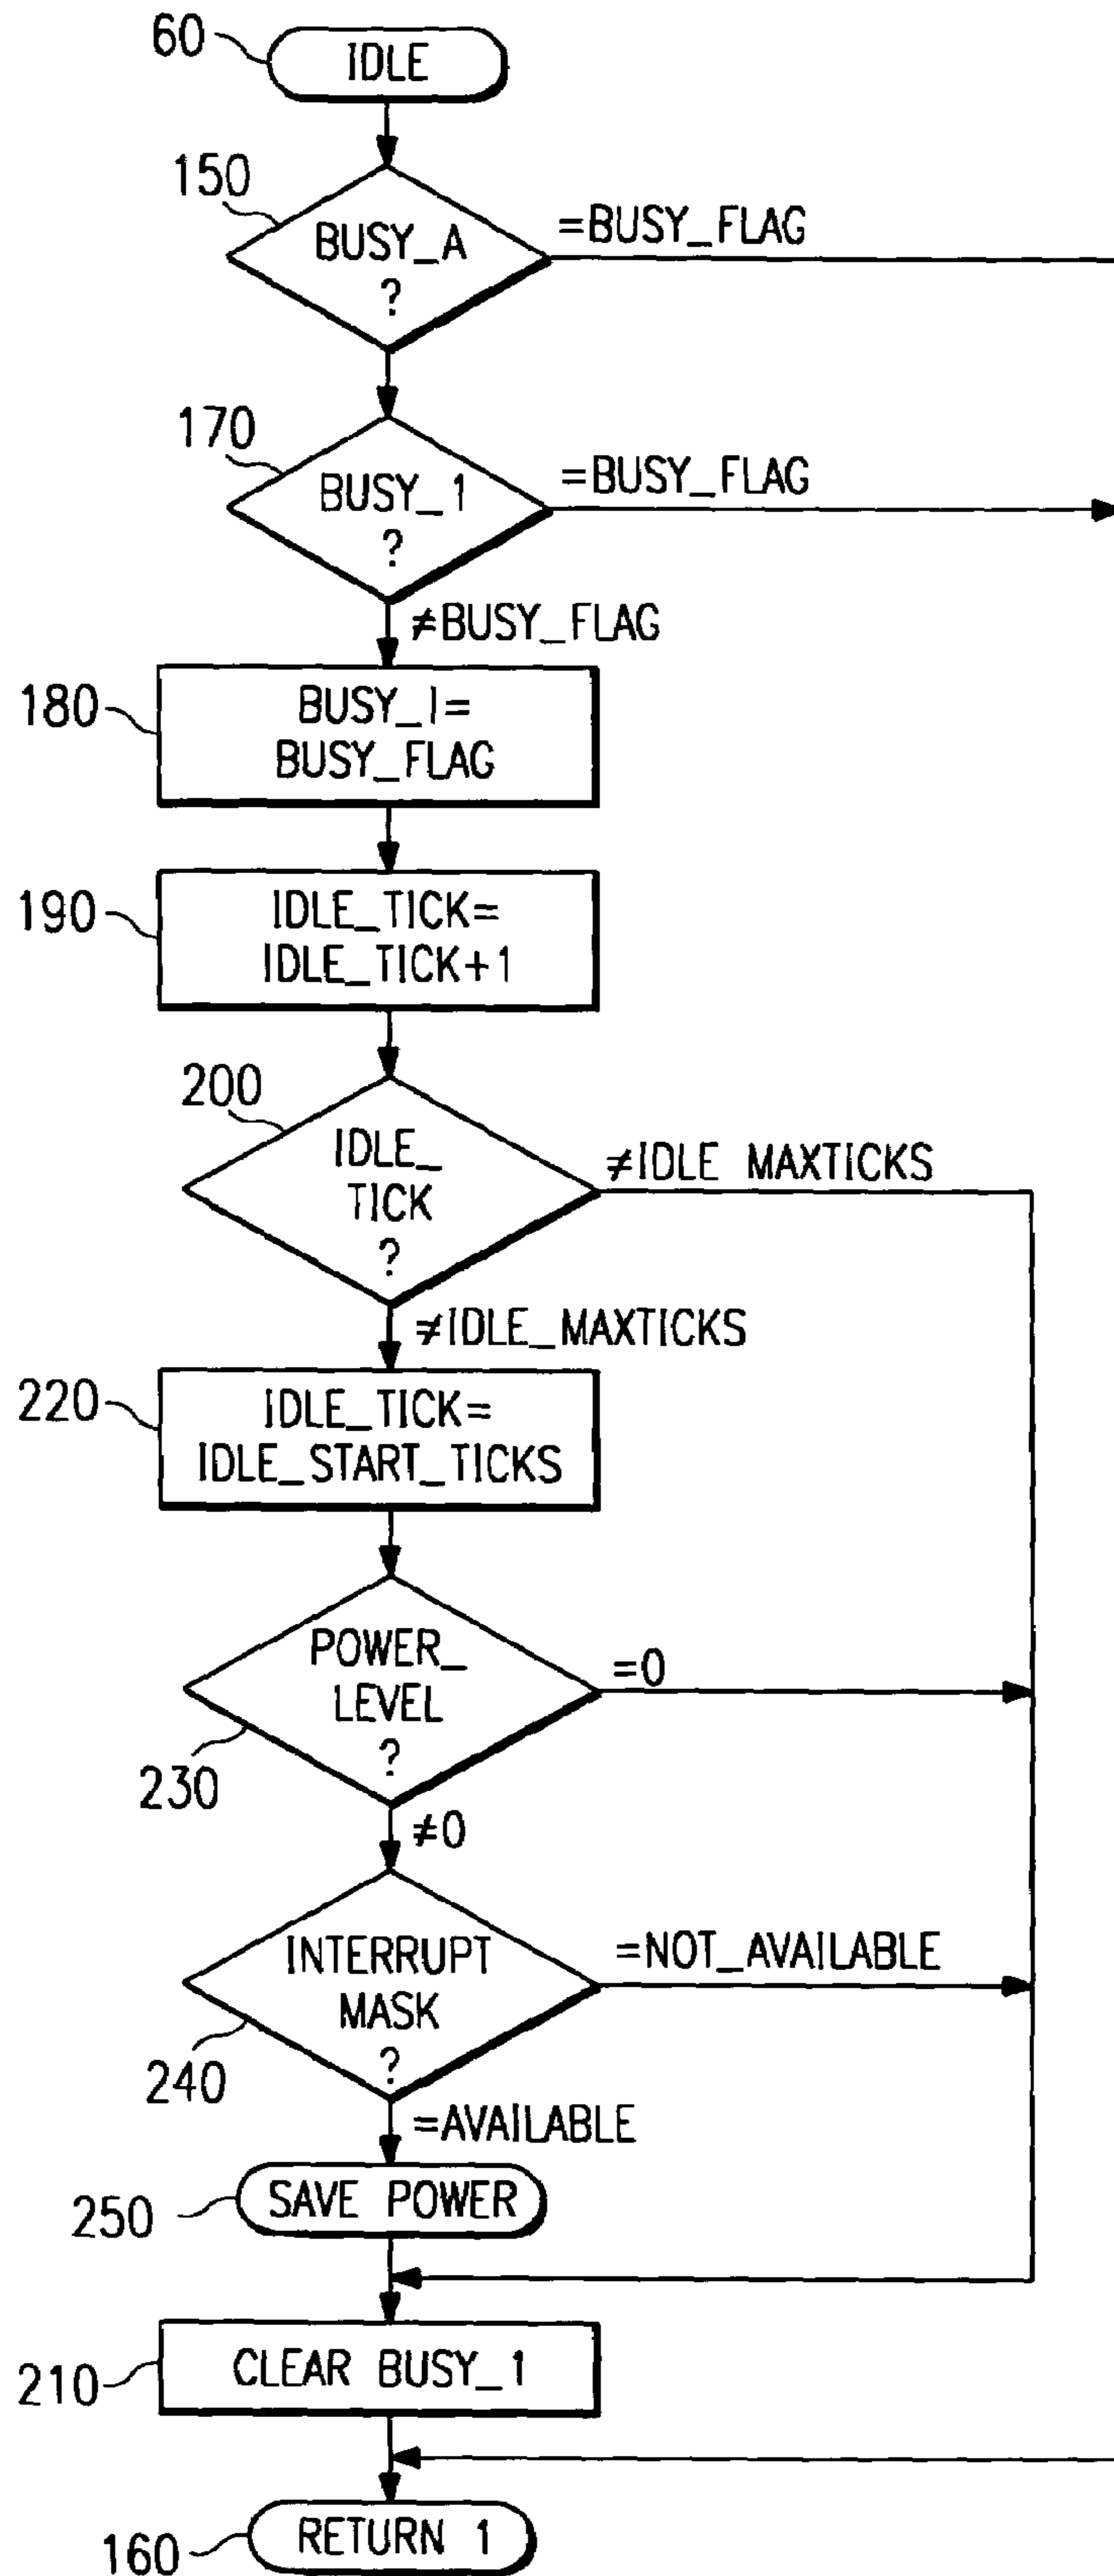 60
IDLE
150
BUSY_A
?
=BUSY_FLAG
170
BUSY_1
?
=BUSY_FLAG
≠BUSY_FLAG
180
BUSY_I=
BUSY_FLAG
190
IDLE_TICK=
IDLE_TICK+1
200
IDLE_
TICK
?
≠IDLE MAXTICKS
≠IDLE_MAXTICKS
220
IDLE_TICK=
IDLE_START_TICKS
POWER_
LEVEL
?
=0
230
≠0
INTERRUPT
MASK
?
=NOT_AVAILABLE
240
=AVAILABLE
250
SAVE POWER
210
CLEAR BUSY_1
160
RETURN 1